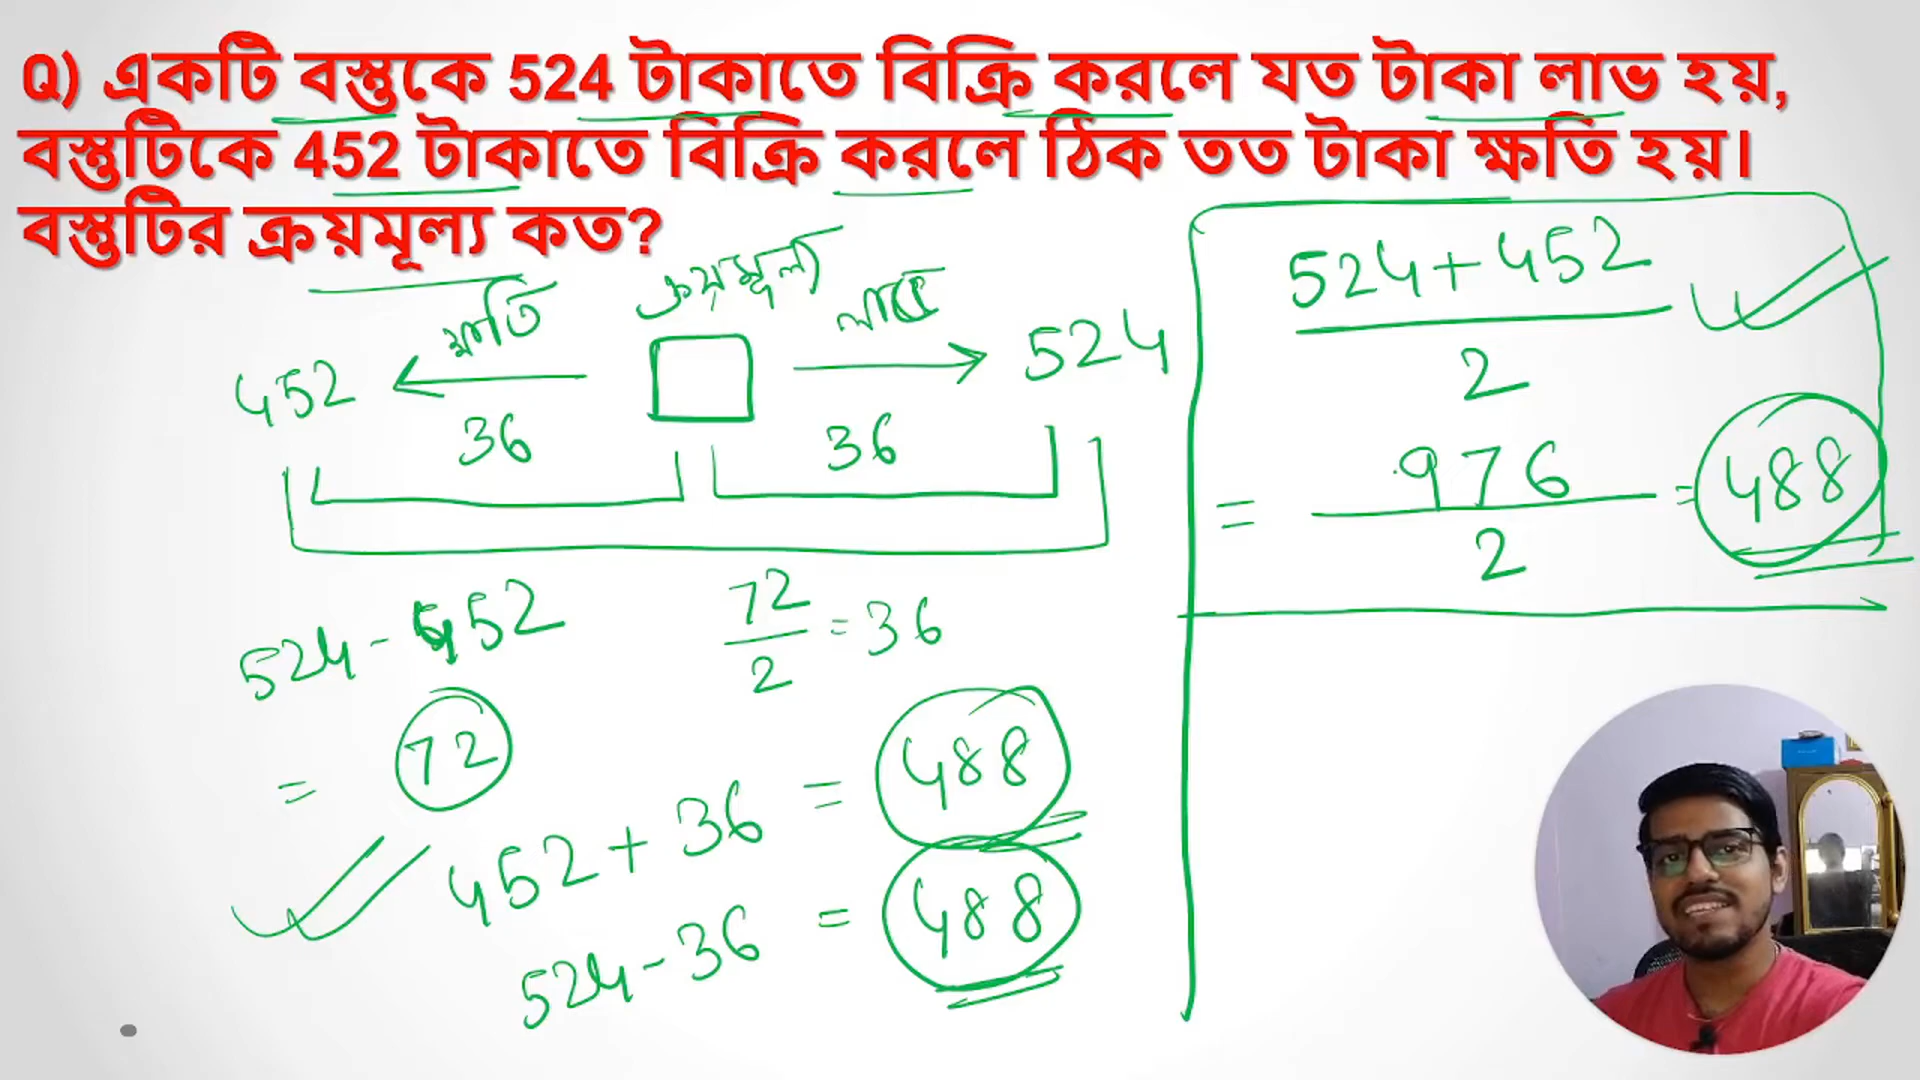 Q) একটি বস্তুকে 524 টাকাতে বিক্রি করলে যত টাকা লাভ হয়,
বস্তুটিকে 452 টাকাতে বিক্রি করলে ঠিক তত টাকা ক্ষতি হয়।
বস্তুটির ক্রয়মূল্য কত?
ক্ষতি ক্রয়মূল্য লাভ
452 524
36 36
524 - 452
= 72
72
2
= 36
452 + 36 = 488
524 - 36 = 488
524 + 452
2
= 976
2
= 488